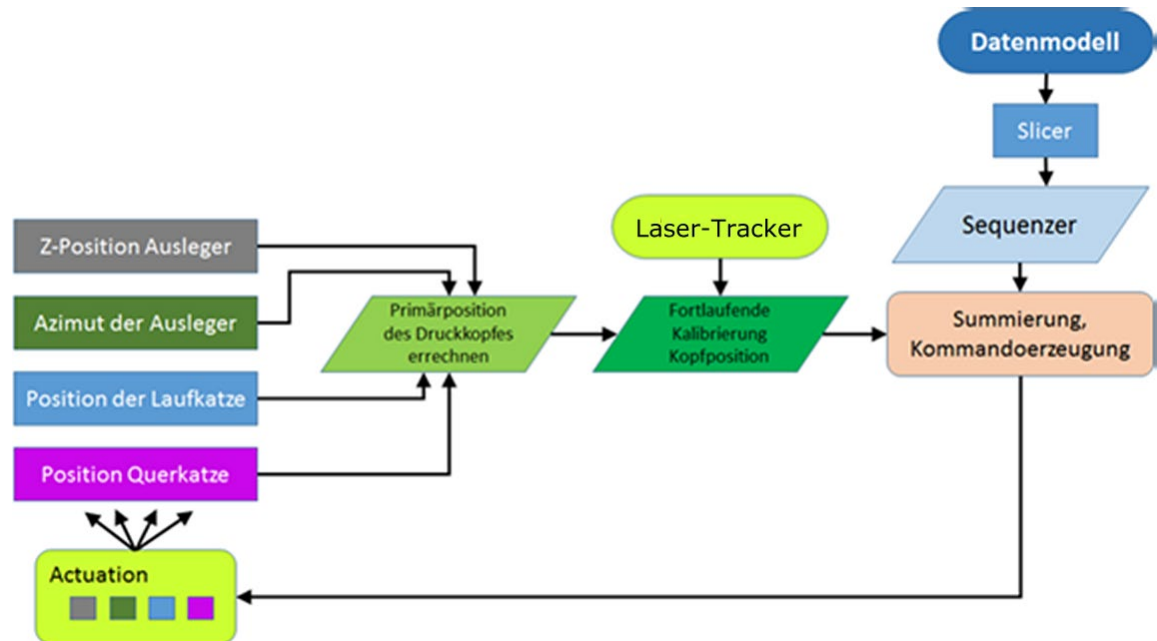 Datenmodell
Slicer
Sequenzer
Laser-Tracker
Z-Position Ausleger
Azimut der Ausleger
Primärposition
des Druckkopfes
errechnen
Fortlaufende
Kalibrierung
Kopfposition
Summierung,
Kommandoerzeugung
Position der Laufkatze
Position Querkatze
Actuation